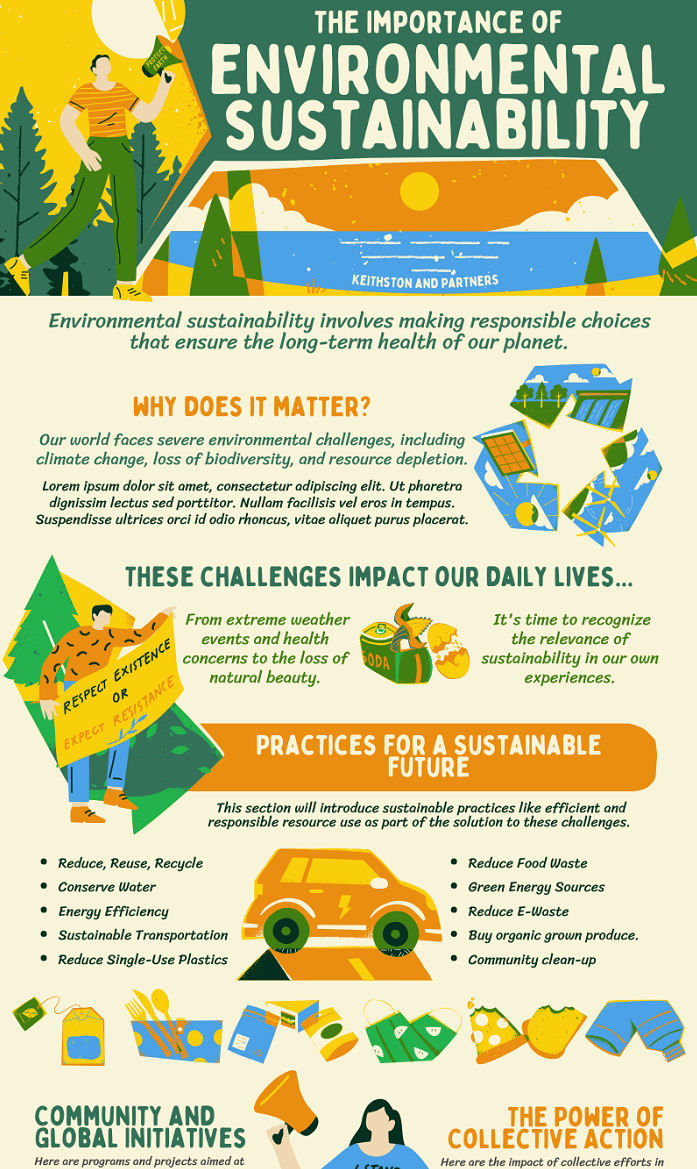 THE IMPORTANCE OF
ENVIRONMENTAL
SUSTAINABILITY
PROTECT
EARTH
KEITHSTON AND PARTNERS
Environmental sustainability involves making responsible choices
that ensure the long-term health of our planet.
WHY DOES IT MATTER?
Our world faces severe environmental challenges, including
climate change, loss of biodiversity, and resource depletion.
Lorem ipsum dolor sit amet, consectetur adipiscing elit. Ut pharetra
dignissim lectus sed porttitor. Nullam facilisis vel eros in tempus.
Suspendisse ultrices orci id odio rhoncus, vitae aliquet purus placerat.
THESE CHALLENGES IMPACT OUR DAILY LIVES...
RESPECT EXISTENCE
OR
EXPECT RESISTANCE
From extreme weather
events and health
concerns to the loss of
natural beauty.
SODA
It's time to recognize
the relevance of
sustainability in our own
experiences.
PRACTICES FOR A SUSTAINABLE
FUTURE
This section will introduce sustainable practices like efficient and
responsible resource use as part of the solution to these challenges.
• Reduce, Reuse, Recycle
• Conserve Water
• Energy Efficiency
• Sustainable Transportation
• Reduce Single-Use Plastics
• Reduce Food Waste
• Green Energy Sources
• Reduce E-Waste
• Buy organic grown produce.
• Community clean-up
COMMUNITY AND
GLOBAL INITIATIVES
Here are programs and projects aimed at
I STAND
THE POWER OF
COLLECTIVE ACTION
Here are the impact of collective efforts in